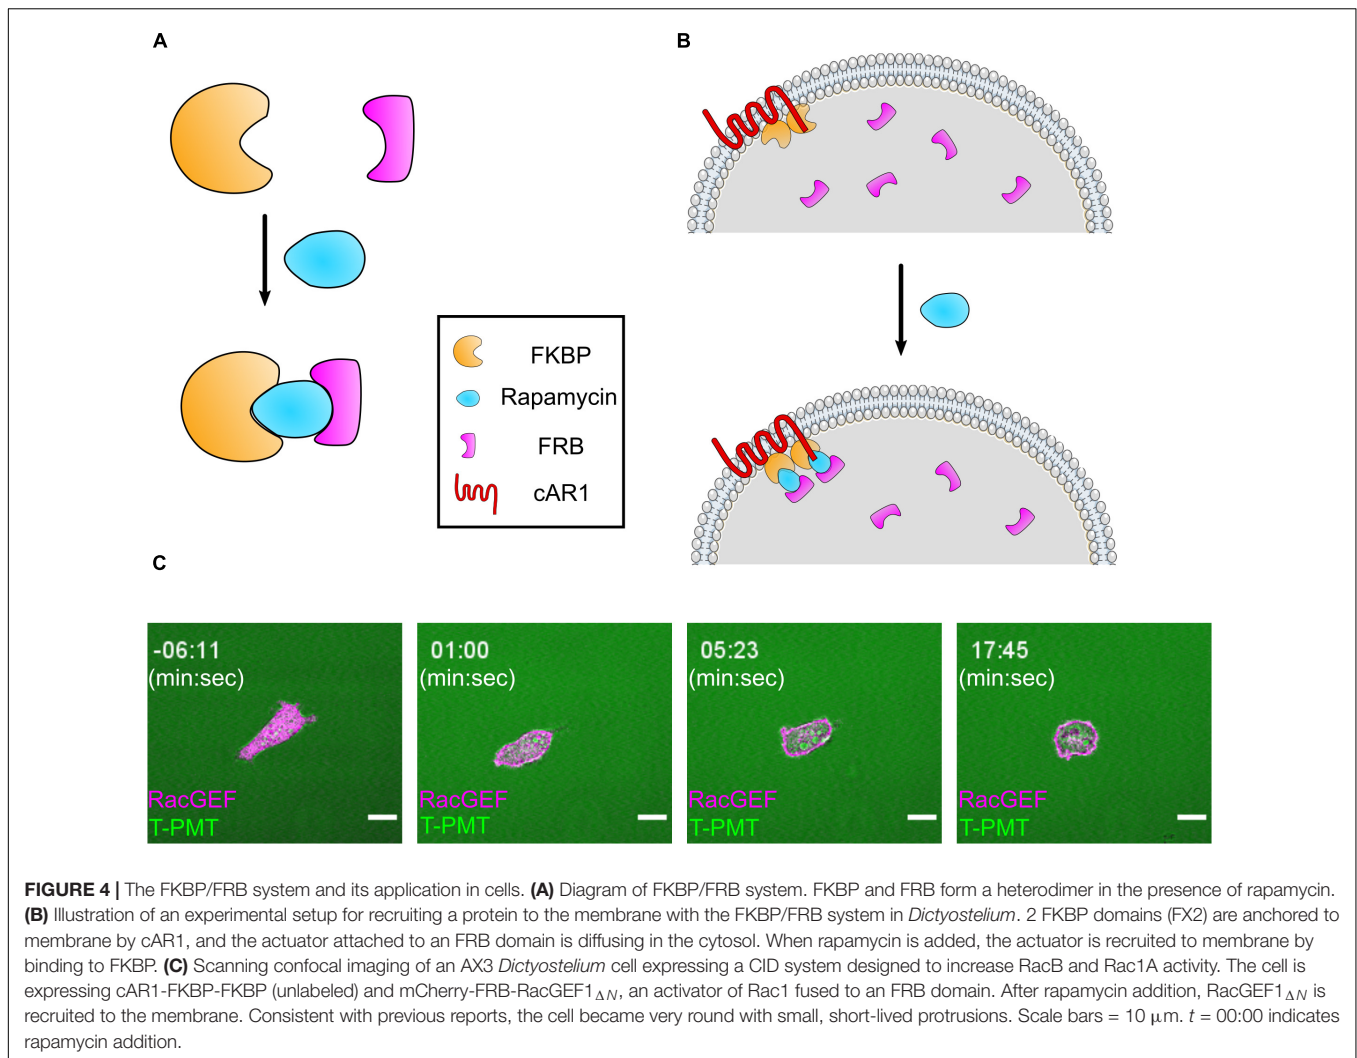 A
B
FKBP
Rapamycin
FRB
cAR1
C
-06:11
(min:sec)
RacGEF
T-PMT
01:00
(min:sec)
RacGEF
T-PMT
05:23
(min:sec)
RacGEF
T-PMT
17:45
(min:sec)
RacGEF
T-PMT
FIGURE 4 | The FKBP/FRB system and its application in cells. (A) Diagram of FKBP/FRB system. FKBP and FRB form a heterodimer in the presence of rapamycin.
(B) Illustration of an experimental setup for recruiting a protein to the membrane with the FKBP/FRB system in Dictyostelium. 2 FKBP domains (FX2) are anchored to
membrane by cAR1, and the actuator attached to an FRB domain is diffusing in the cytosol. When rapamycin is added, the actuator is recruited to membrane by
binding to FKBP. (C) Scanning confocal imaging of an AX3 Dictyostelium cell expressing a CID system designed to increase RacB and Rac1A activity. The cell is
expressing cAR1-FKBP-FKBP (unlabeled) and mCherry-FRB-RacGEF1ΔN, an activator of Rac1 fused to an FRB domain. After rapamycin addition, RacGEF1ΔN is
recruited to the membrane. Consistent with previous reports, the cell became very round with small, short-lived protrusions. Scale bars = 10 μm. t = 00:00 indicates
rapamycin addition.